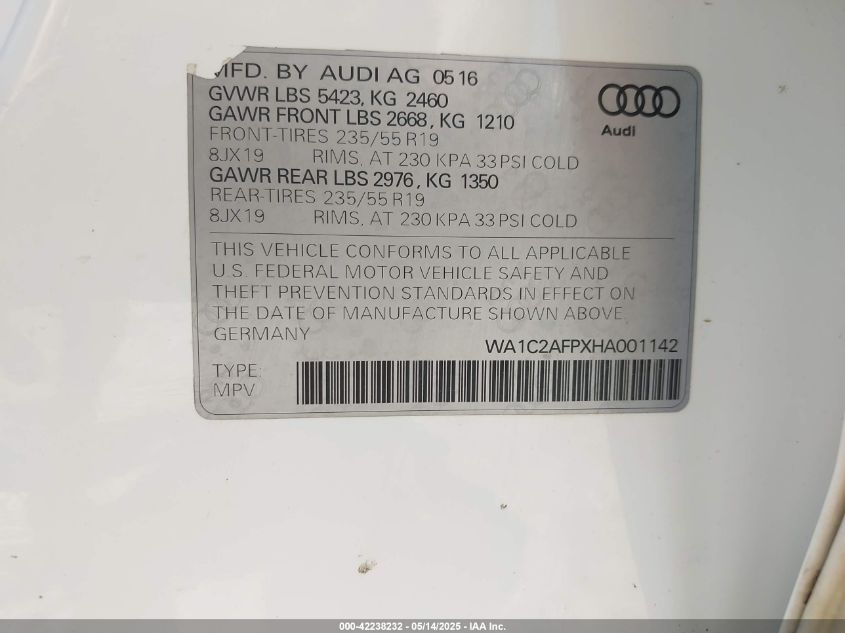 MFD. BY AUDI AG 05 16
GVWR LBS 5423, KG 2460
GAWR FRONT LBS 2668, KG 1210
FRONT-TIRES 235/55 R19
8JX19 RIMS, AT 230 KPA 33 PSI COLD
GAWR REAR LBS 2976, KG 1350
REAR-TIRES 235/55 R19
8JX19 RIMS, AT 230 KPA 33 PSI COLD
Audi
THIS VEHICLE CONFORMS TO ALL APPLICABLE
U.S. FEDERAL MOTOR VEHICLE SAFETY AND
THEFT PREVENTION STANDARDS IN EFFECT ON
THE DATE OF MANUFACTURE SHOWN ABOVE.
GERMANY
WA1C2AFPXHA001142
TYPE:
MPV
000-42238232 - 05/14/2025 - IAA Inc.